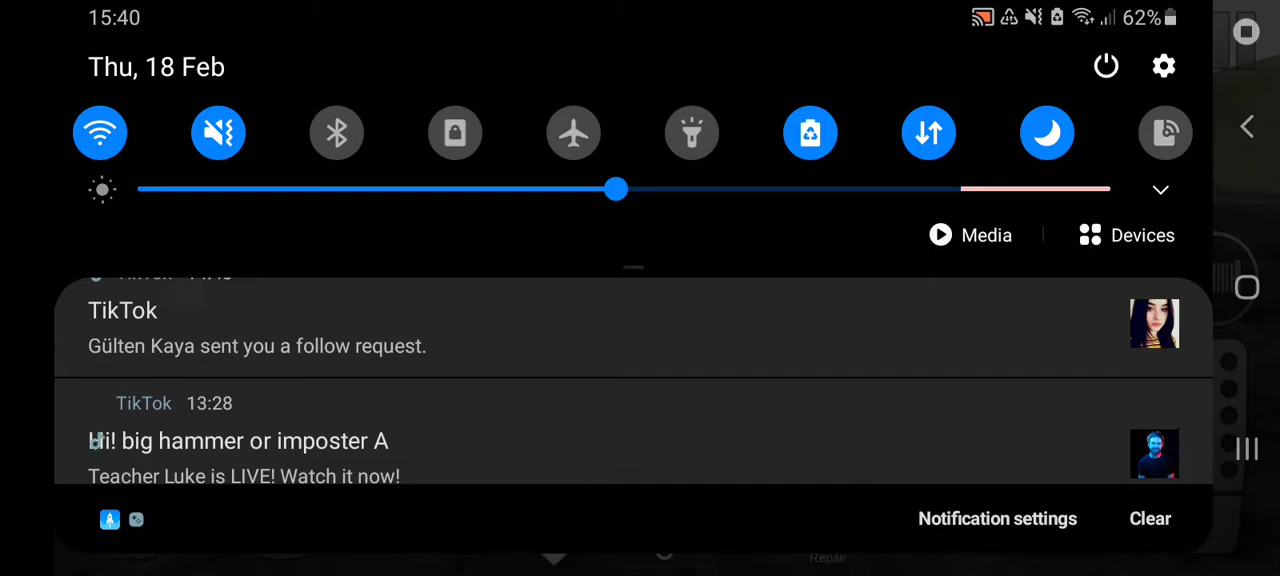 15:40
62%
Thu, 18 Feb
Media
Devices
TikTok
Gülten Kaya sent you a follow request.
TikTok 13:28
Hi! big hammer or imposter A
Teacher Luke is LIVE! Watch it now!
Notification settings
Clear
Repair